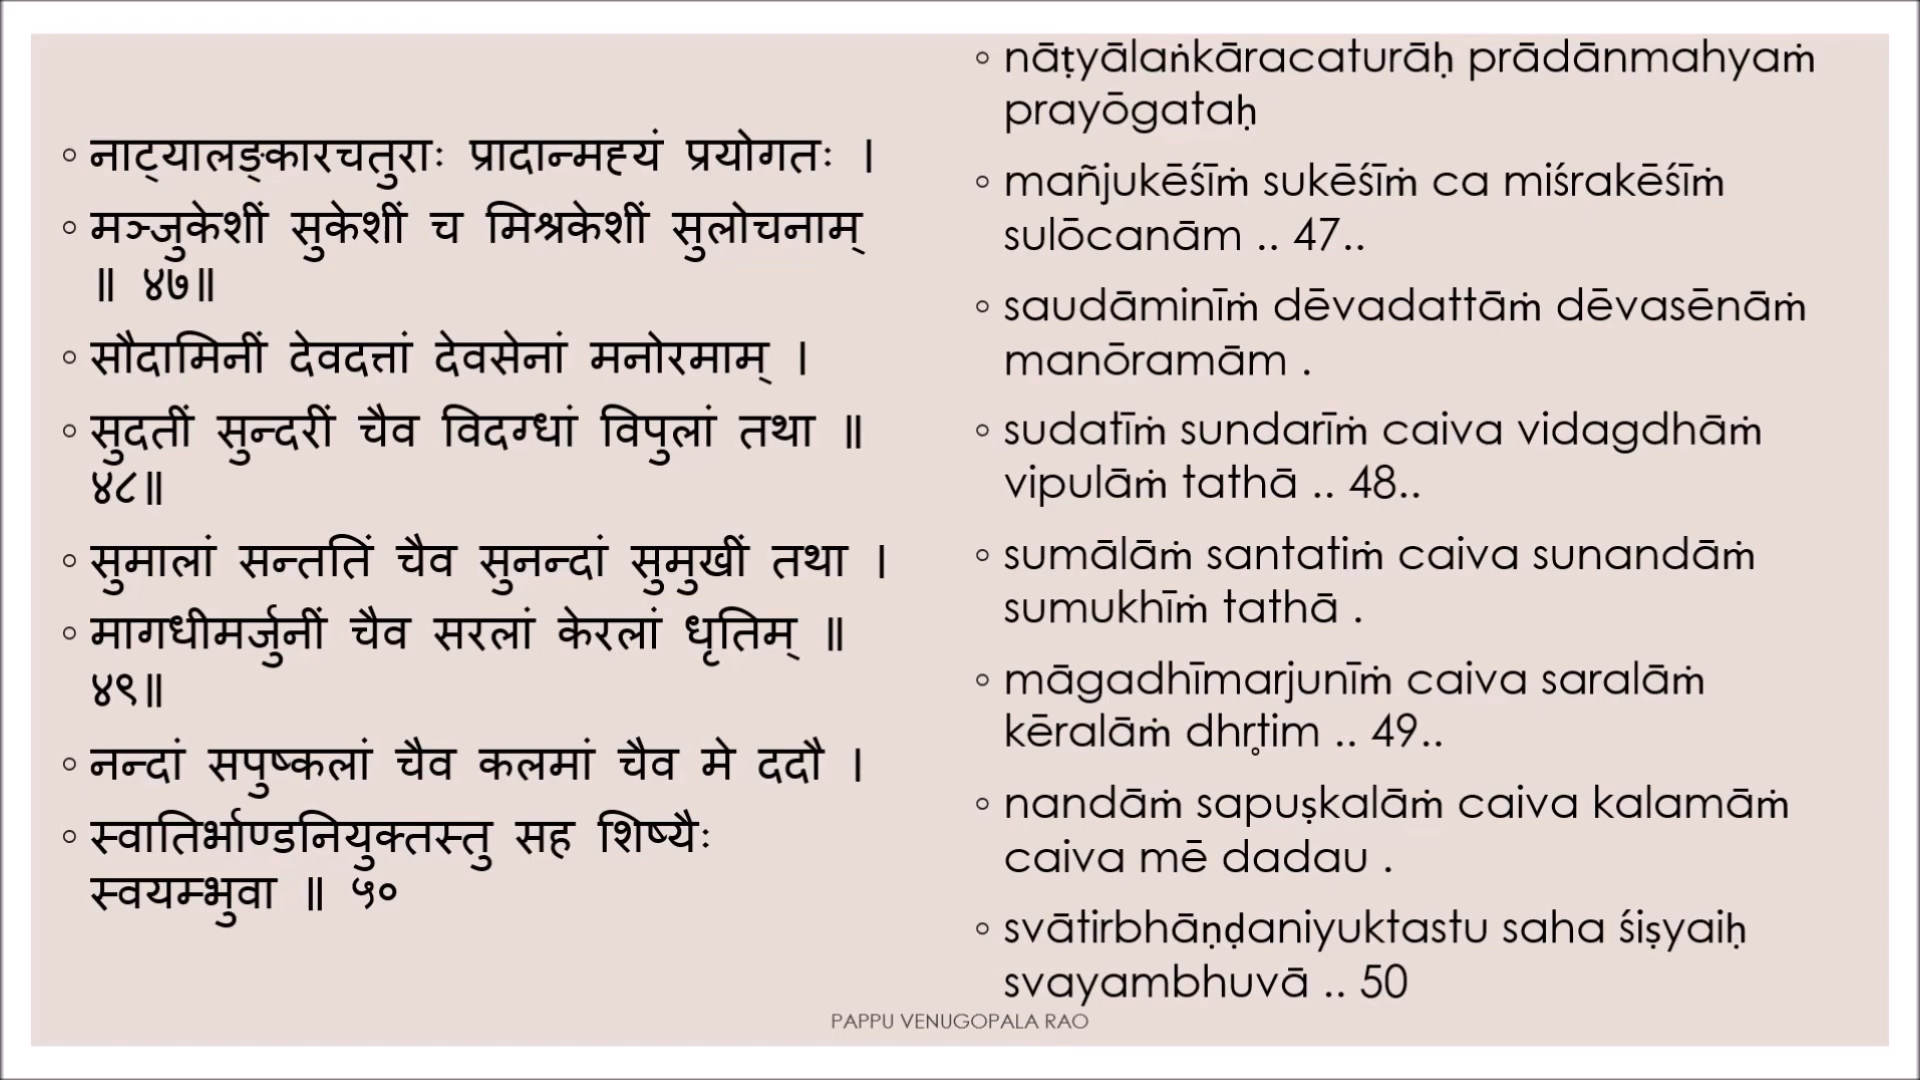 ◦ नाट्यालङ्कारचतुराः प्रादान्मह्यं प्रयोगतः ।
◦ मञ्जुकेशीं सुकेशीं च मिश्रकेशीं सुलोचनाम्
॥ ४७॥
◦ सौदामिनीं देवदत्तां देवसेनां मनोरमाम् ।
◦ सुदतीं सुन्दरीं चैव विदग्धां विपुलां तथा ॥
४८॥
◦ सुमालां सन्ततिं चैव सुनन्दां सुमुखीं तथा ।
◦ मागधीमर्जुनीं चैव सरलां केरलां धृतिम् ॥
४९॥
◦ नन्दां सपुष्कलां चैव कलमां चैव मे ददौ ।
◦ स्वातिर्भाण्डनियुक्तस्तु सह शिष्यैः
स्वयम्भुवा ॥ ५०
◦ nāṭyālaṅkāracaturāḥ prādānmahyaṁ
prayōgataḥ
◦ mañjukēśīṁ sukēśīṁ ca miśrakēśīṁ
sulōcanām .. 47..
◦ saudāminīṁ dēvadattāṁ dēvasēnāṁ
manōramām .
◦ sudatīṁ sundarīṁ caiva vidagdhāṁ
vipulāṁ tathā .. 48..
◦ sumālāṁ santatiṁ caiva sunandāṁ
sumukhīṁ tathā .
◦ māgadhīmarjunīṁ caiva saralāṁ
kēralāṁ dhr̥tim .. 49..
◦ nandāṁ sapuṣkalāṁ caiva kalamāṁ
caiva mē dadau .
◦ svātirbhāṇḍaniyuktastu saha śiṣyaiḥ
svayambhuvā .. 50
PAPPU VENUGOPALA RAO